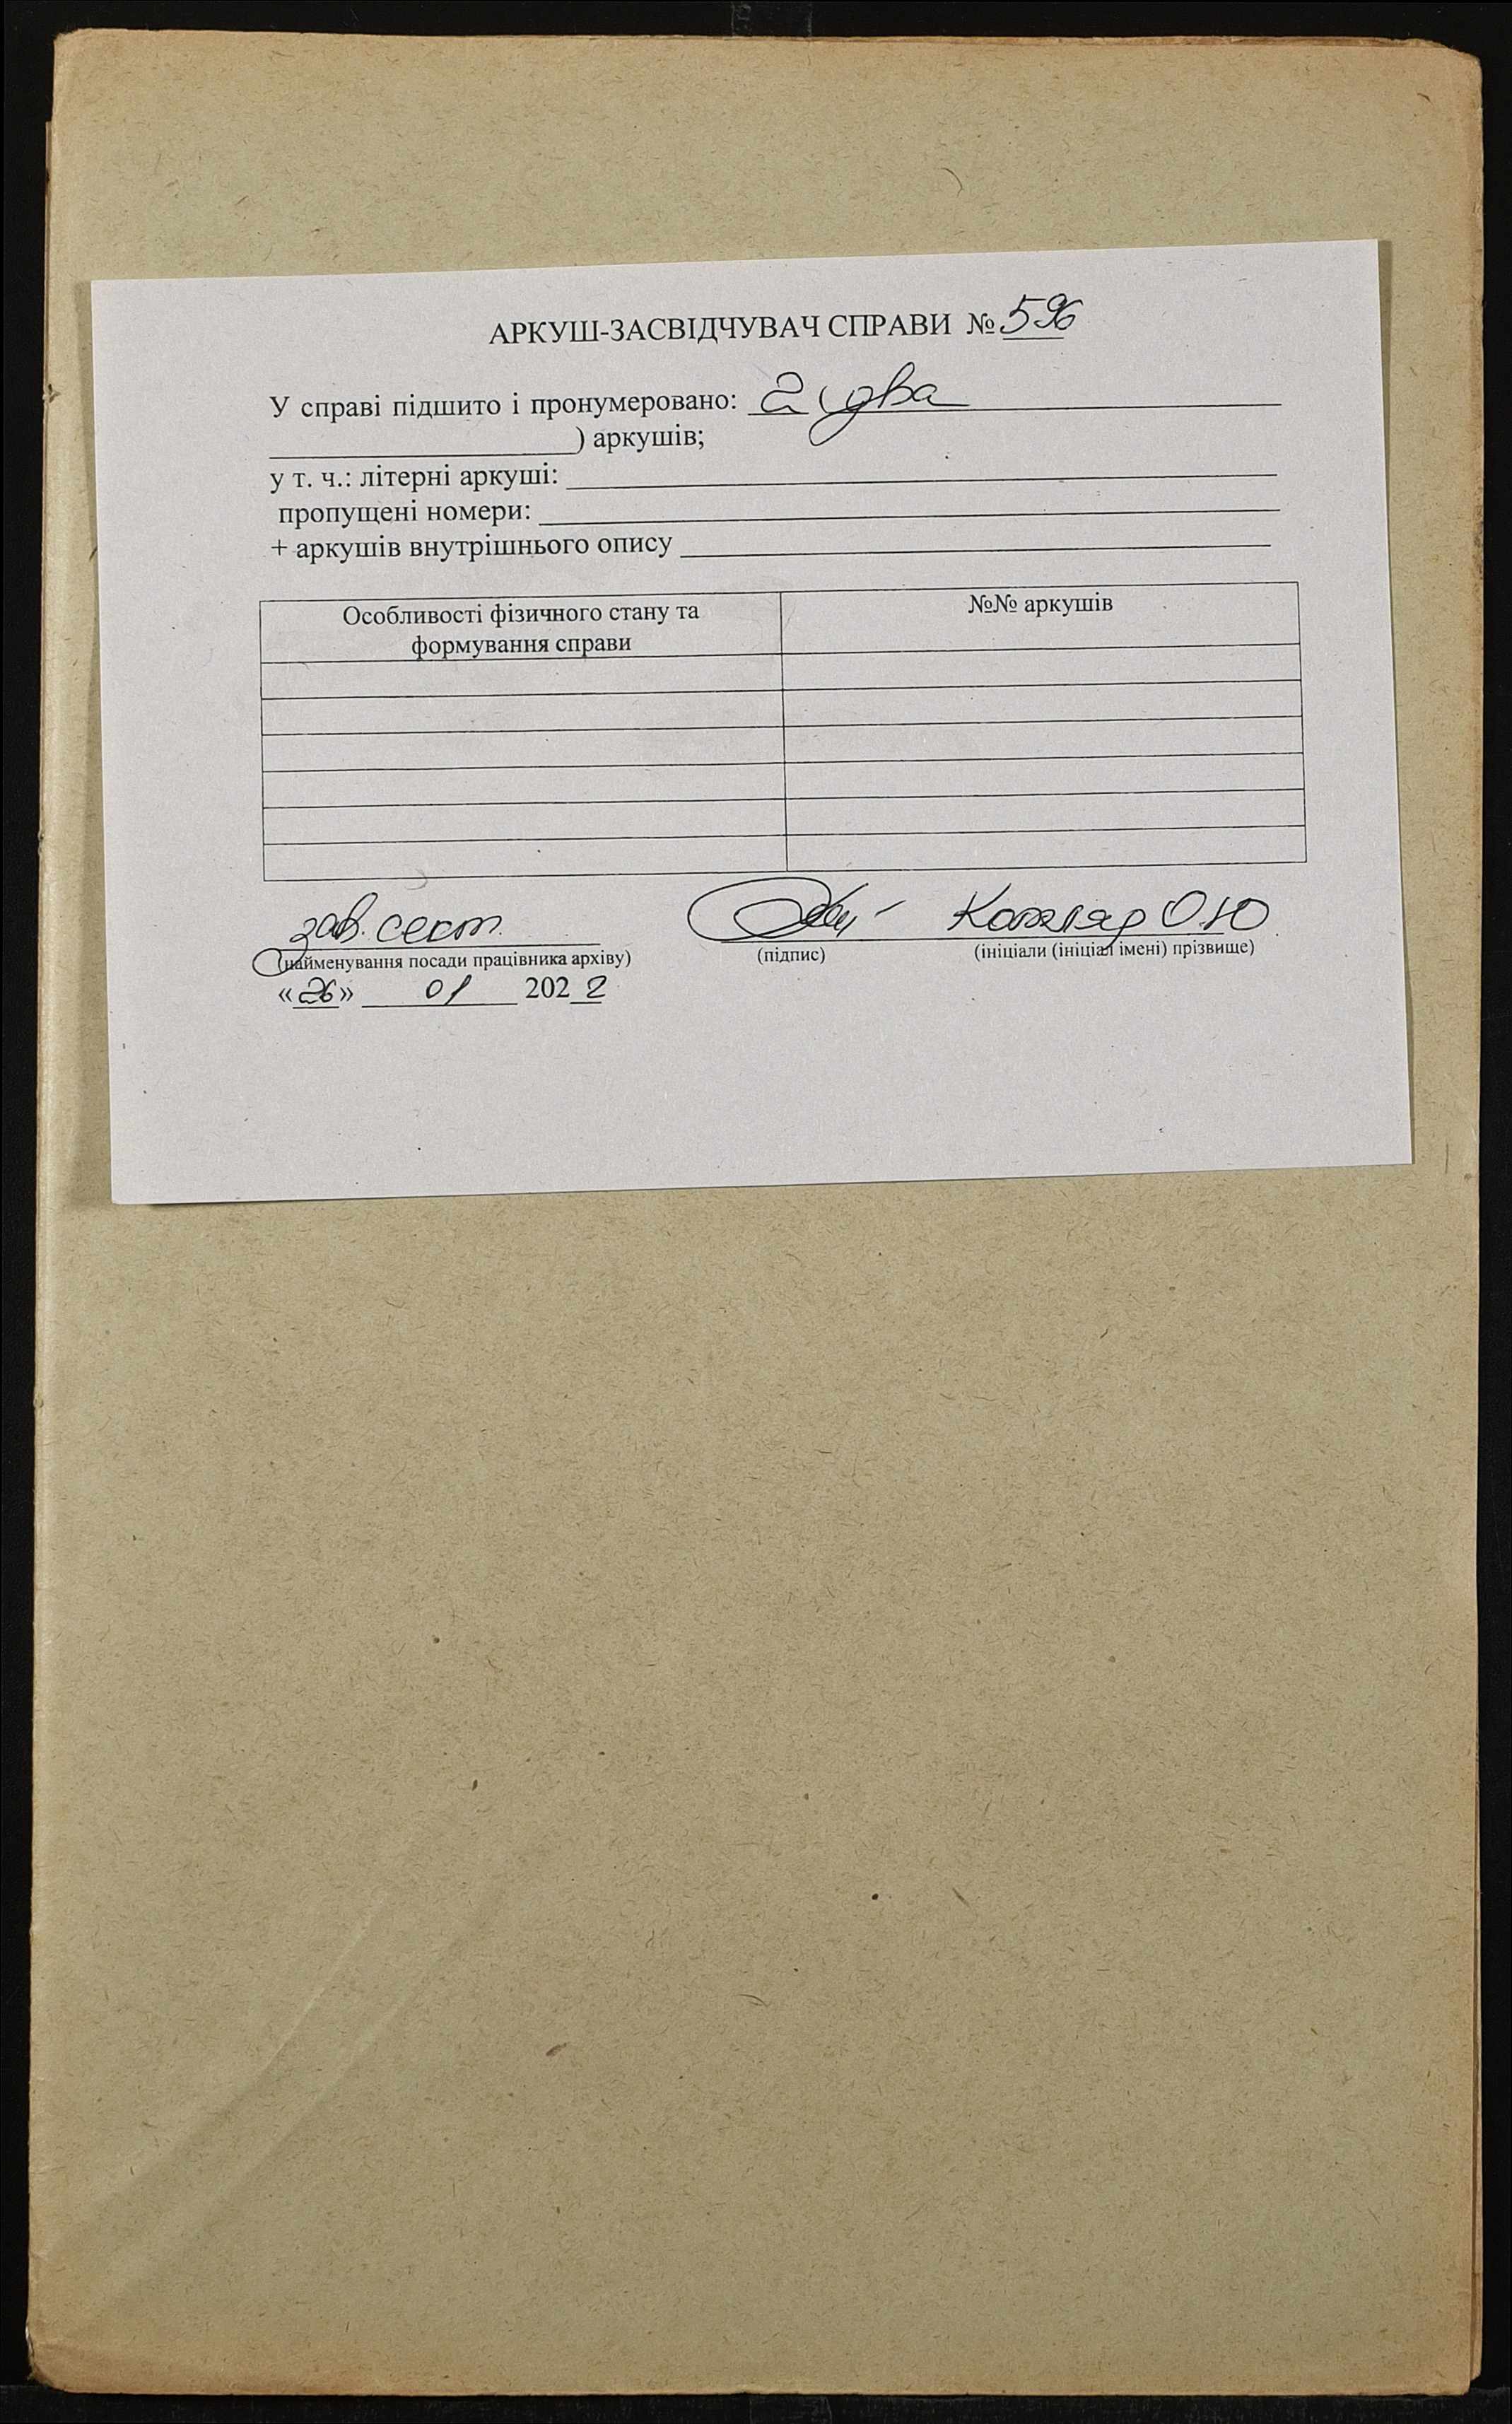 АРКУШ-ЗАСВІДЧУВАЧ СПРАВИ № 596
У справі підшито і пронумеровано: 2 (два
) аркушів;
у т. ч.: літерні аркуші:
пропущені номери:
+ аркушів внутрішнього опису
Особливості фізичного стану та формування справи
№№ аркушів
зав. сект. О.Ю
(найменування посади працівника архіву) (підпис) (ініціали (ініціал імені) прізвище)
«26» 01 2022